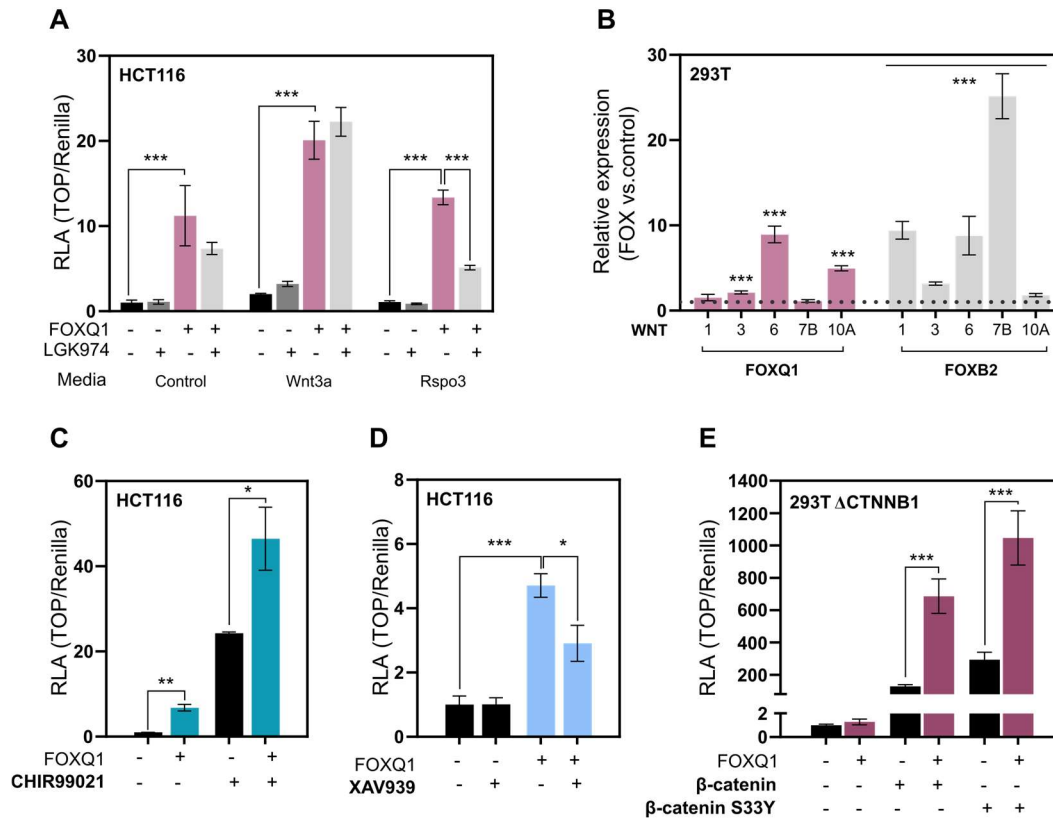 A
HCT116
RLA (TOP/Renilla)
30
20
10
0
***
***
***
***
FOXQ1 - - + + - - + + - - + +
LGK974 - + - + - + - + - + - +
Media Control Wnt3a Rspo3
B
293T
Relative expression
(FOX vs.control)
30
20
10
0
***
***
***
***
WNT 1 3 6 7B 10A 1 3 6 7B 10A
FOXQ1 FOXB2
C
HCT116
RLA (TOP/Renilla)
60
40
20
0
**
*
FOXQ1 - + - +
CHIR99021 - - + +
D
HCT116
RLA (TOP/Renilla)
8
6
4
2
0
***
*
FOXQ1 - - + +
XAV939 - + - +
E
293T ΔCTNNB1
RLA (TOP/Renilla)
1400
1200
1000
800
600
400
200
2
0
***
***
FOXQ1 - + - + - +
β-catenin - - + + - -
β-catenin S33Y - - - - + +